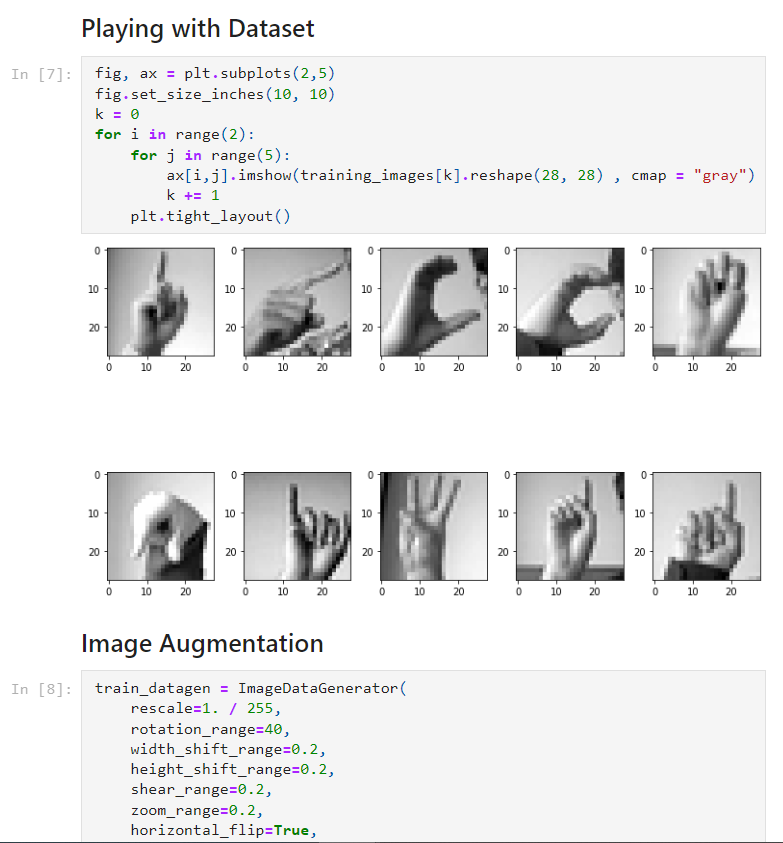 Playing with Dataset
In [7]:
fig, ax = plt.subplots(2,5)
fig.set_size_inches(10, 10)
k = 0
for i in range(2):
    for j in range(5):
        ax[i,j].imshow(training_images[k].reshape(28, 28) , cmap = "gray")
        k += 1
    plt.tight_layout()
0 0 0 0 0
10 10 10 10 10
20 20 20 20 20
0 10 20 0 10 20 0 10 20 0 10 20 0 10 20
0 0 0 0 0
10 10 10 10 10
20 20 20 20 20
0 10 20 0 10 20 0 10 20 0 10 20 0 10 20
Image Augmentation
In [8]:
train_datagen = ImageDataGenerator(
    rescale=1. / 255,
    rotation_range=40,
    width_shift_range=0.2,
    height_shift_range=0.2,
    shear_range=0.2,
    zoom_range=0.2,
    horizontal_flip=True,